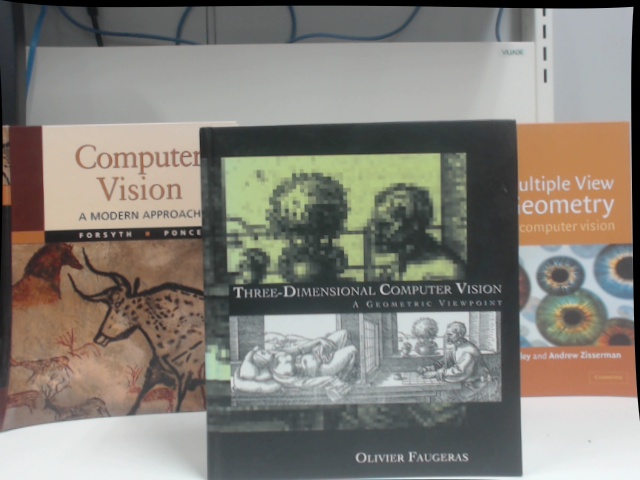 Computer
Vision
A MODERN APPROACH
FORSYTH PONCE
THREE-DIMENSIONAL COMPUTER VISION
A GEOMETRIC VIEWPOINT
OLIVIER FAUGERAS
ultiple View
eometry
computer vision
ley and Andrew Zisserman